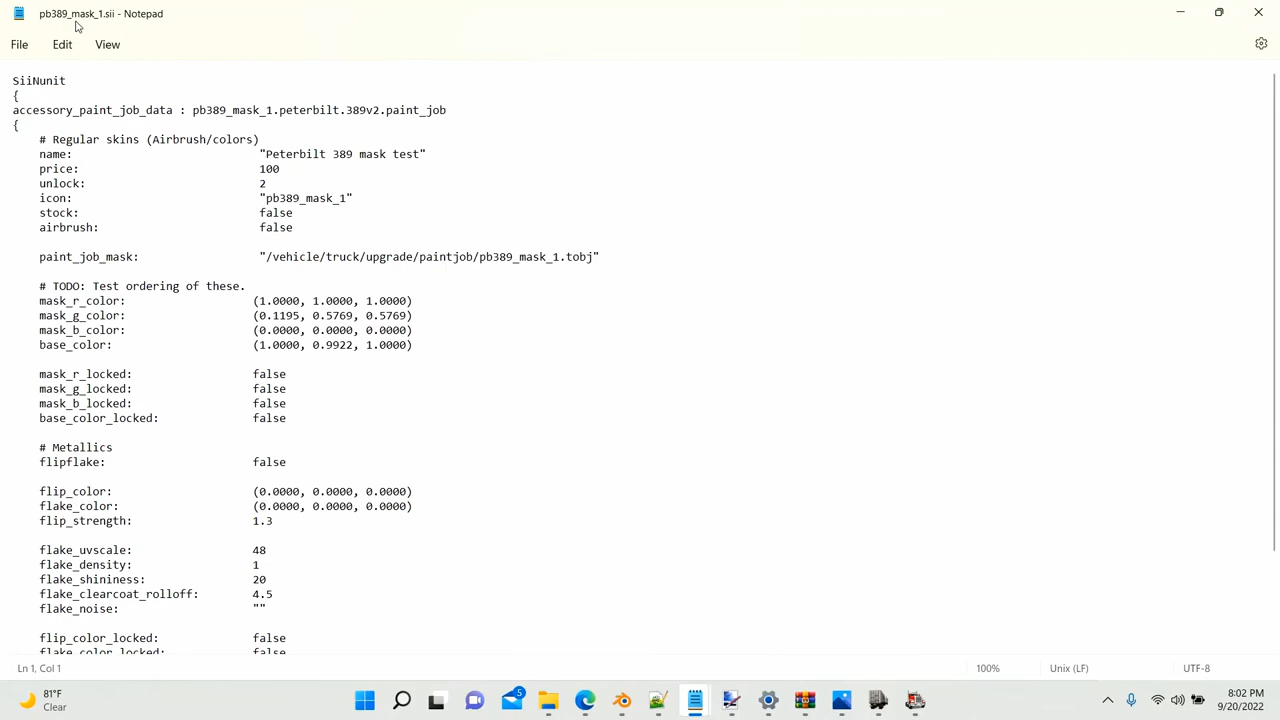 pb389_mask_1.sii - Notepad
File Edit View
SiiNunit
{
accessory_paint_job_data : pb389_mask_1.peterbilt.389v2.paint_job
{
# Regular skins (Airbrush/colors)
name: "Peterbilt 389 mask test"
price: 100
unlock: 2
icon: "pb389_mask_1"
stock: false
airbrush: false
paint_job_mask: "/vehicle/truck/upgrade/paintjob/pb389_mask_1.tobj"
# TODO: Test ordering of these.
mask_r_color: (1.0000, 1.0000, 1.0000)
mask_g_color: (0.1195, 0.5769, 0.5769)
mask_b_color: (0.0000, 0.0000, 0.0000)
base_color: (1.0000, 0.9922, 1.0000)
mask_r_locked: false
mask_g_locked: false
mask_b_locked: false
base_color_locked: false
# Metallics
flipflake: false
flip_color: (0.0000, 0.0000, 0.0000)
flake_color: (0.0000, 0.0000, 0.0000)
flip_strength: 1.3
flake_uvscale: 48
flake_density: 1
flake_shininess: 20
flake_clearcoat_rolloff: 4.5
flake_noise: ""
flip_color_locked: false
flake_color_locked: false
Ln 1, Col 1 100% Unix (LF) UTF-8
81°F
Clear
5
8:02 PM
9/20/2022